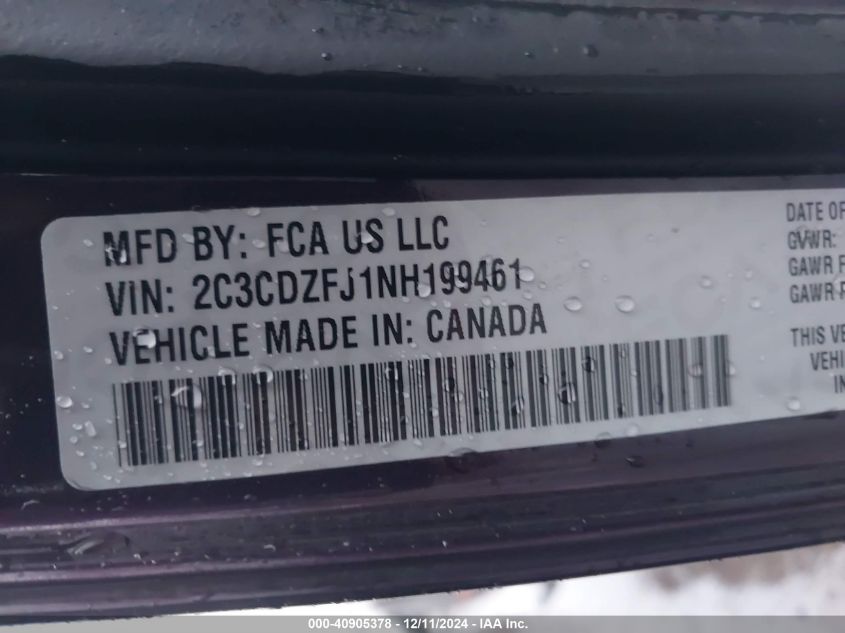 MFD BY: FCA US LLC
VIN: 2C3CDZFJ1NH199461
VEHICLE MADE IN: CANADA
DATE OF
GVWR:
GAWR F
GAWR R
THIS VE
VEHI
IN
000-40905378 - 12/11/2024 - IAA Inc.